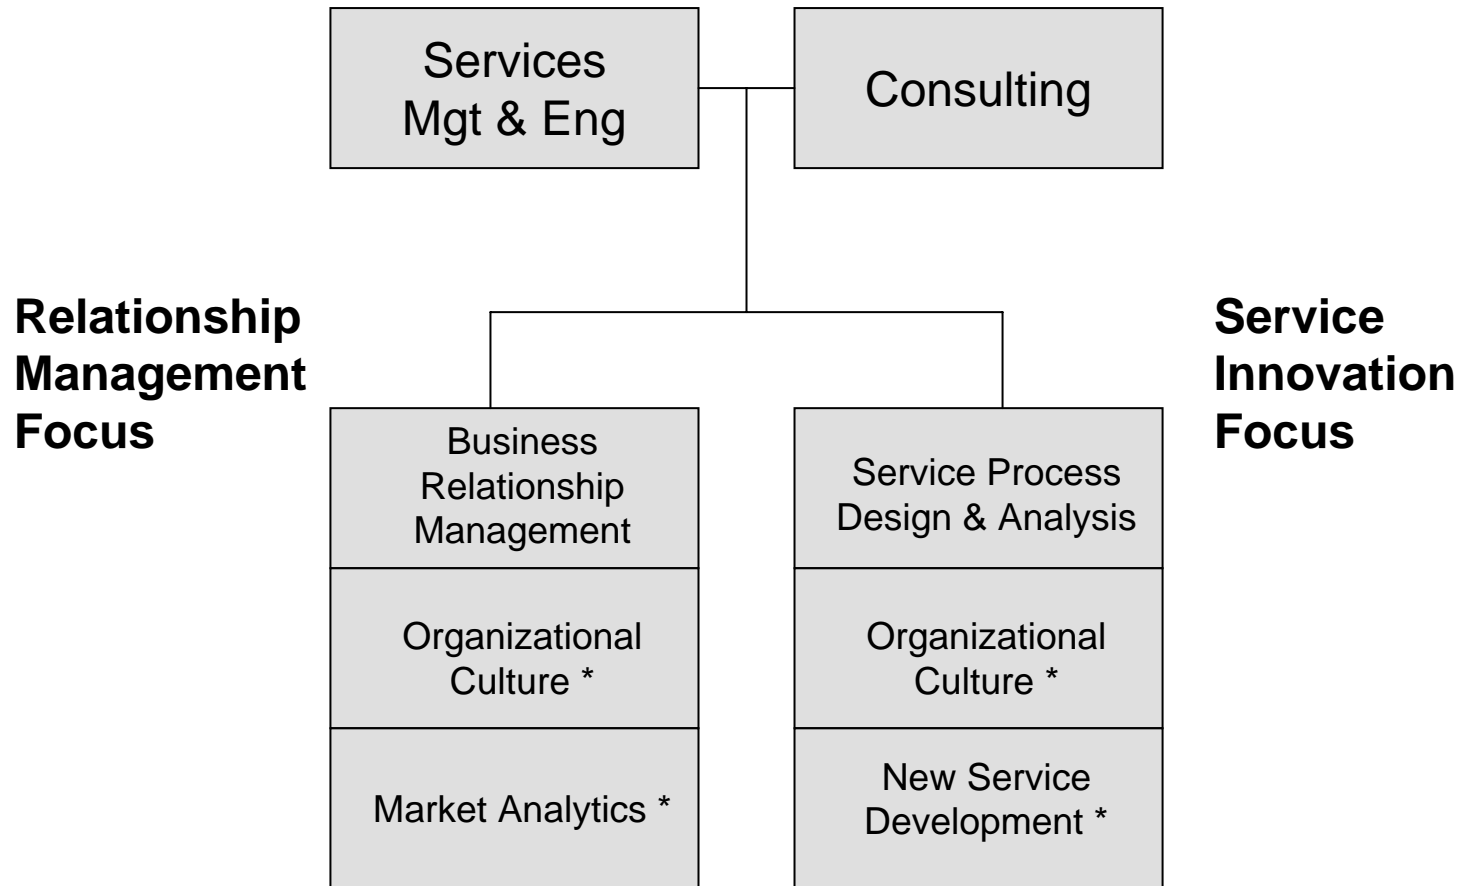 Services
Mgt & Eng
Consulting
Relationship
Management
Focus
Service
Innovation
Focus
Business
Relationship
Management
Organizational
Culture *
Market Analytics *
Service Process
Design & Analysis
Organizational
Culture *
New Service
Development *